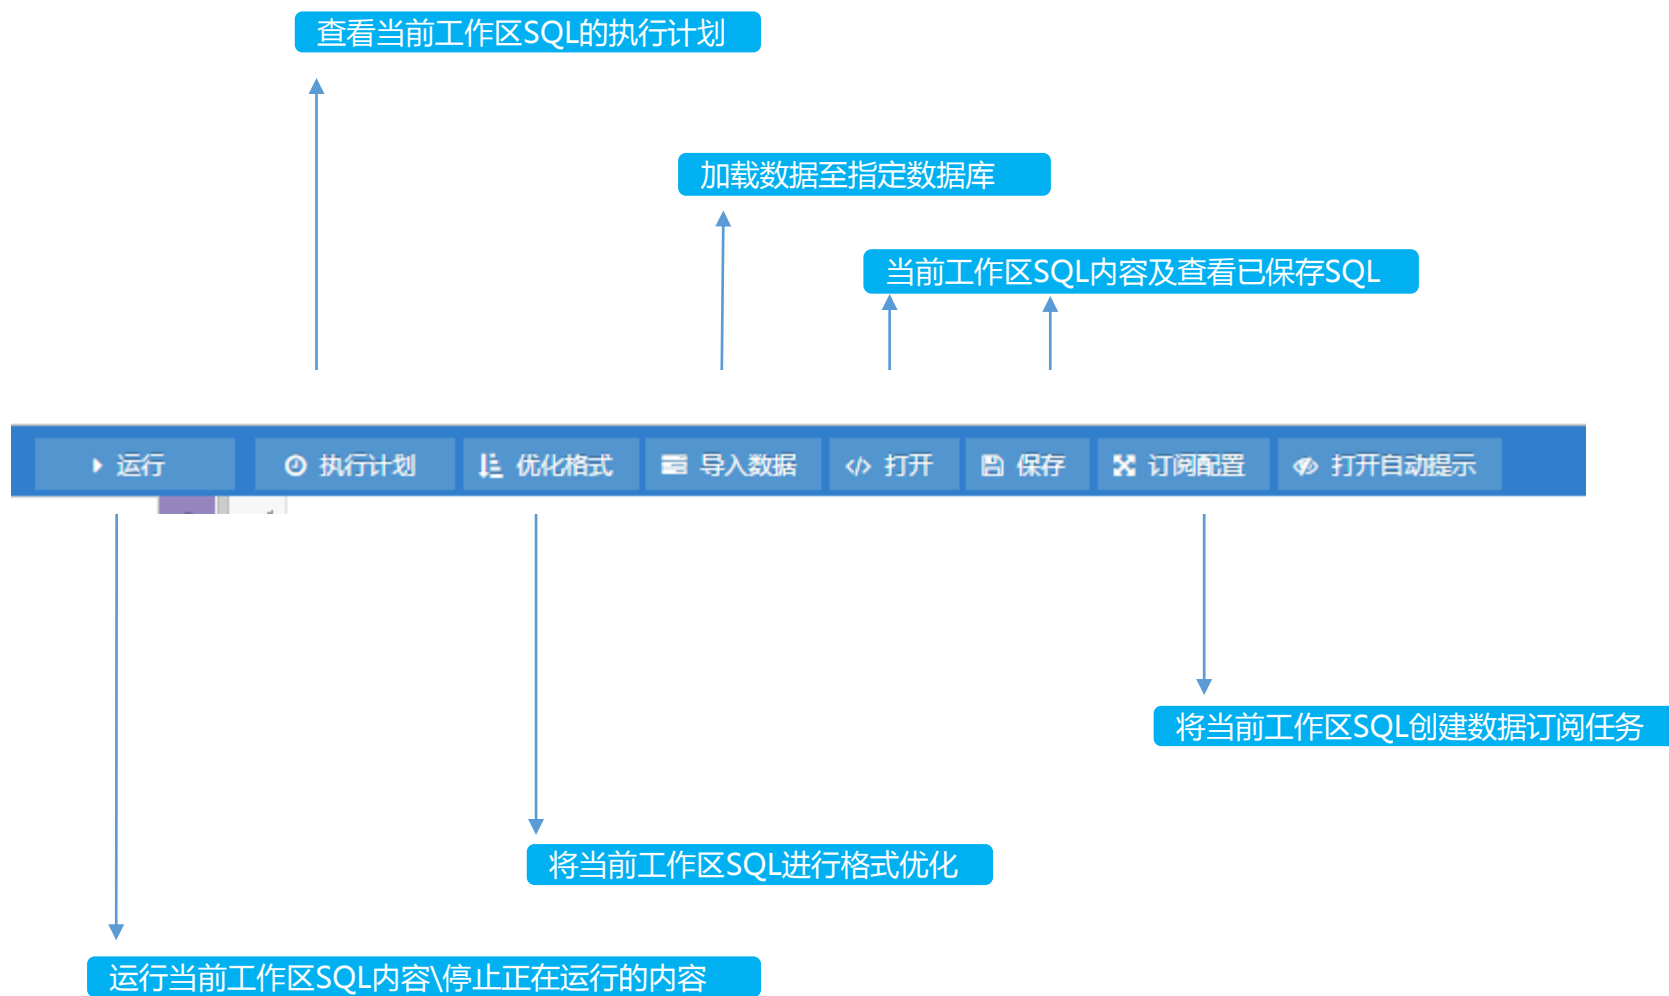 查看当前工作区SQL的执行计划
加载数据至指定数据库
当前工作区SQL内容及查看已保存SQL
运行 执行计划 优化格式 导入数据 打开 保存 订阅配置 打开自动提示
将当前工作区SQL创建数据订阅任务
将当前工作区SQL进行格式优化
运行当前工作区SQL内容\停止正在运行的内容